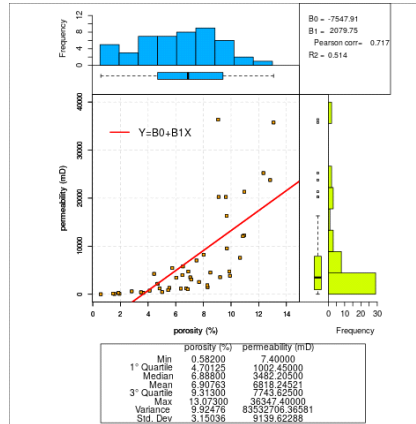 B0 = -7547.91
B1 = 2079.75
Pearson corr= 0.717
R2 = 0.514
Frequency
0 4 8 12
Y=B0+B1X
permeability (mD)
0 10000 20000 30000 40000
0 2 4 6 8 10 12 14
porosity (%)
0 5 10 20 30
Frequency
porosity (%) permeability (mD)
Min 0.58200 7.40000
1° Quartile 4.70125 1002.45000
Median 6.88800 3482.20500
Mean 6.90763 6818.24521
3° Quartile 9.31300 7743.62500
Max 13.07300 36347.40000
Variance 9.92476 83532706.36581
Std. Dev 3.15036 9139.62288